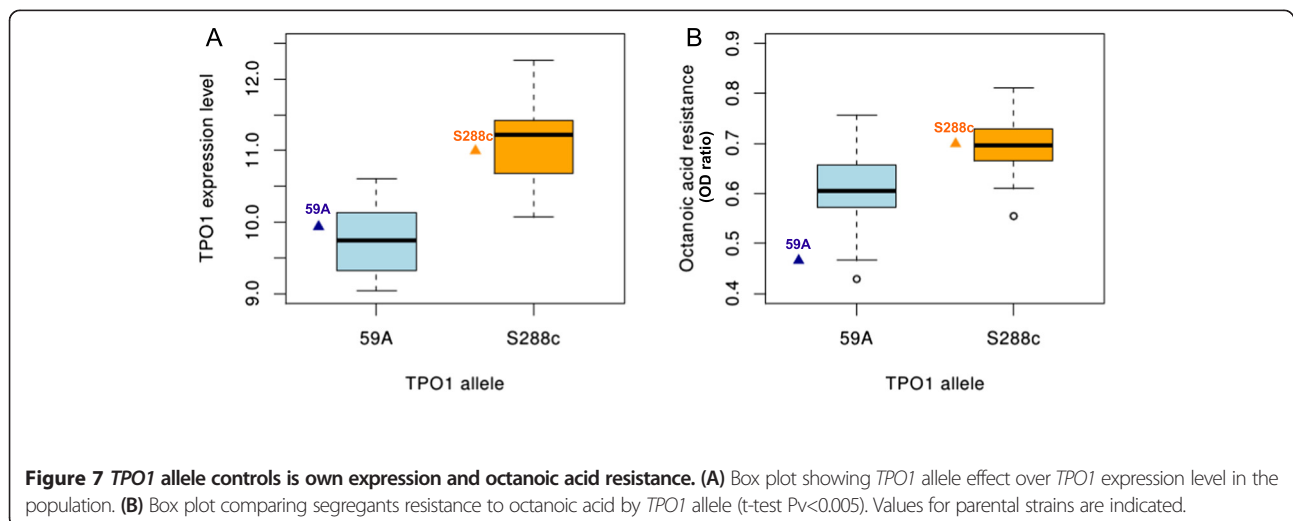 A
TPO1 expression level
12.0
11.0
10.0
9.0
S288c
59A
59A
S288c
TPO1 allele
B
Octanoic acid resistance
(OD ratio)
0.9
0.8
0.7
0.6
0.5
0.4
S288c
59A
59A
S288c
TPO1 allele
Figure 7 TPO1 allele controls is own expression and octanoic acid resistance. (A) Box plot showing TPO1 allele effect over TPO1 expression level in the
population. (B) Box plot comparing segregants resistance to octanoic acid by TPO1 allele (t-test Pv<0.005). Values for parental strains are indicated.